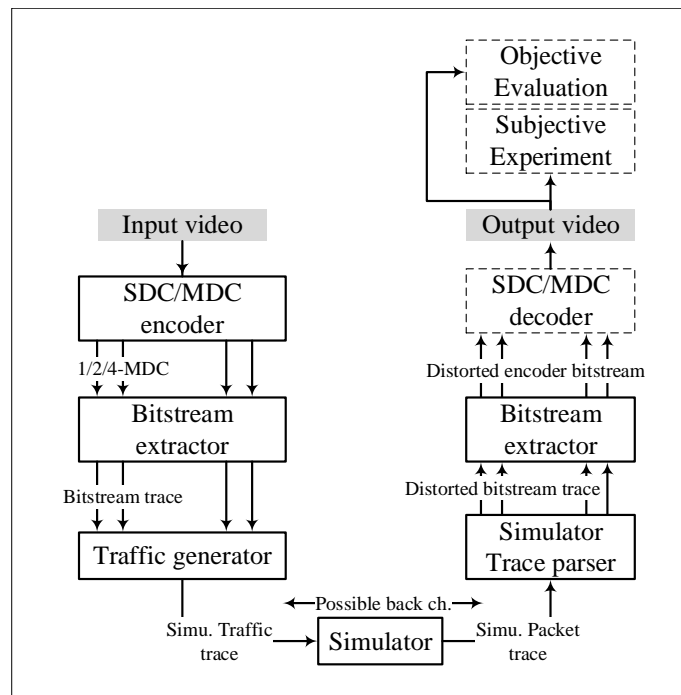 Objective
Evaluation
Subjective
Experiment
Input video
Output video
SDC/MDC
encoder
SDC/MDC
decoder
1/2/4-MDC
Distorted encoder bitstream
Bitstream
extractor
Bitstream
extractor
Bitstream trace
Distorted bitstream trace
Traffic generator
Simulator
Trace parser
Possible back ch.
Simu. Traffic
trace
Simulator
Simu. Packet
trace